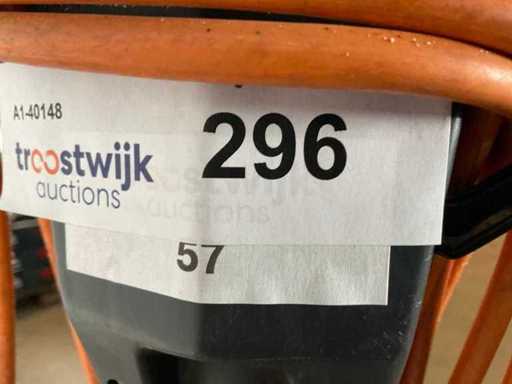 A1-40148
296
troostwijk
auctions
57